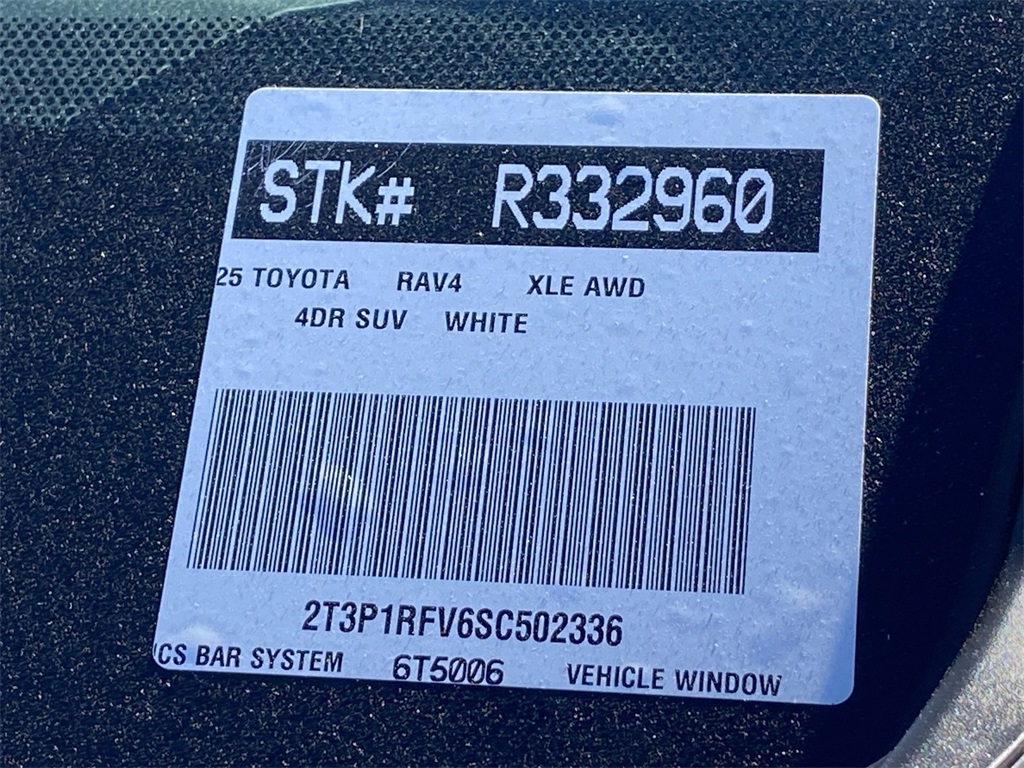 STK# R332960
25 TOYOTA RAV4 XLE AWD
4DR SUV WHITE
2T3P1RFV6SC502336
CS BAR SYSTEM 6T5006 VEHICLE WINDOW